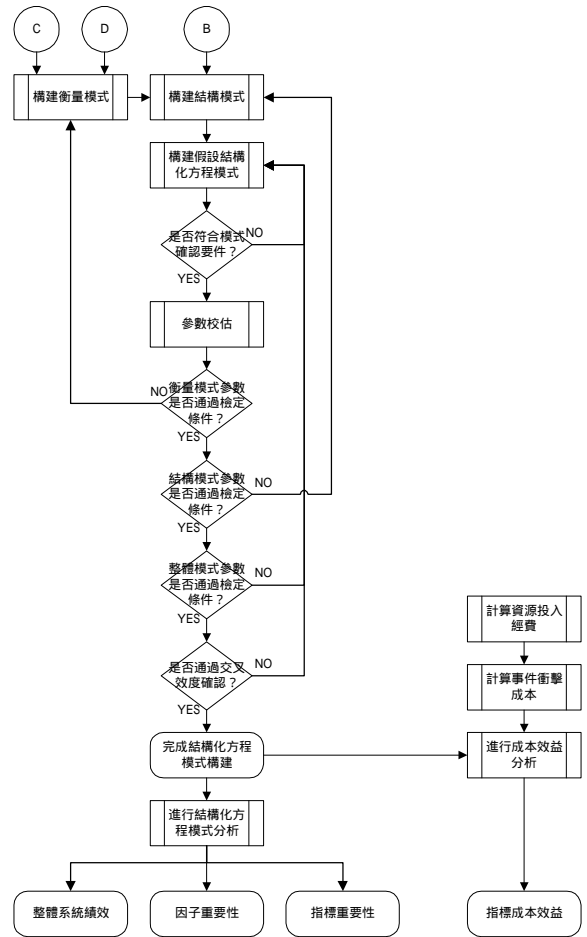 C
D
B
構建衡量模式
構建結構模式
構建假設結構
化方程模式
是否符合模式
確認要件？
NO
YES
參數校估
NO
衡量模式參數
是否通過檢定
條件？
YES
結構模式參數
是否通過檢定
條件？
NO
YES
整體模式參數
是否通過檢定
條件？
NO
YES
是否通過交叉
效度確認？
NO
YES
計算資源投入
經費
計算事件衝擊
成本
完成結構化方程
模式構建
進行成本效益
分析
進行結構化方
程模式分析
整體系統績效
因子重要性
指標重要性
指標成本效益